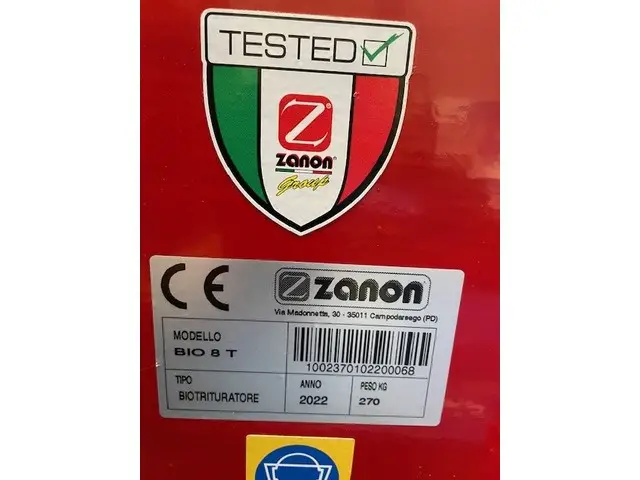 TESTED
Z
zanon
Group
CE
Z zanon
Via Madonnetta, 30 - 35011 Campodarsego (PD)
MODELLO
BIO 8 T
1002370102200068
TIPO
BIOTRITURATORE
ANNO
2022
PESO KG
270